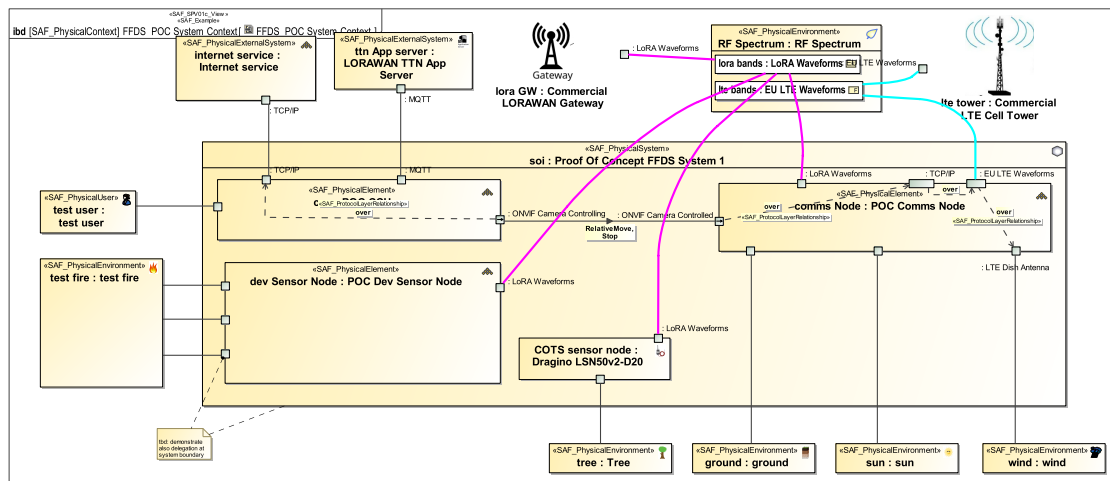 «SAF_SPV01c_View »
«SAF_Example»
ibd [SAF_PhysicalContext] FFDS_POC System Context[ FFDS_POC System Context ]
«SAF_PhysicalExternalSystem»
internet service :
Internet service
: TCP/IP
«SAF_PhysicalExternalSystem»
ttn App server :
LORAWAN TTN App
Server
: MQTT
Gateway
lora GW : Commercial
LORAWAN Gateway
: LoRA Waveforms
«SAF_PhysicalEnvironment»
RF Spectrum : RF Spectrum
lora bands : LoRA Waveforms EU
lte bands : EU LTE Waveforms
LTE Waveforms
lte tower : Commercial
LTE Cell Tower
«SAF_PhysicalSystem»
soi : Proof Of Concept FFDS System 1
: TCP/IP
: MQTT
: LoRA Waveforms
: TCP/IP
: EU LTE Waveforms
«SAF_PhysicalUser»
test user :
test user
«SAF_PhysicalElement»
«SAF_ProtocolLayerRelationship»
over
: ONVIF Camera Controlling
: ONVIF Camera Controlled
RelativeMove,
Stop
«SAF_PhysicalElement»
comms Node : POC Comms Node
over
over
«SAF_ProtocolLayerRelationship»
over
«SAF_ProtocolLayerRelationship»
: LTE Dish Antenna
«SAF_PhysicalEnvironment»
test fire : test fire
«SAF_PhysicalElement»
dev Sensor Node : POC Dev Sensor Node
: LoRA Waveforms
: LoRA Waveforms
COTS sensor node :
Dragino LSN50v2-D20
tbd: demonstrate
also delegation at
system boundary
«SAF_PhysicalEnvironment»
tree : Tree
«SAF_PhysicalEnvironment»
ground : ground
«SAF_PhysicalEnvironment»
sun : sun
«SAF_PhysicalEnvironment»
wind : wind